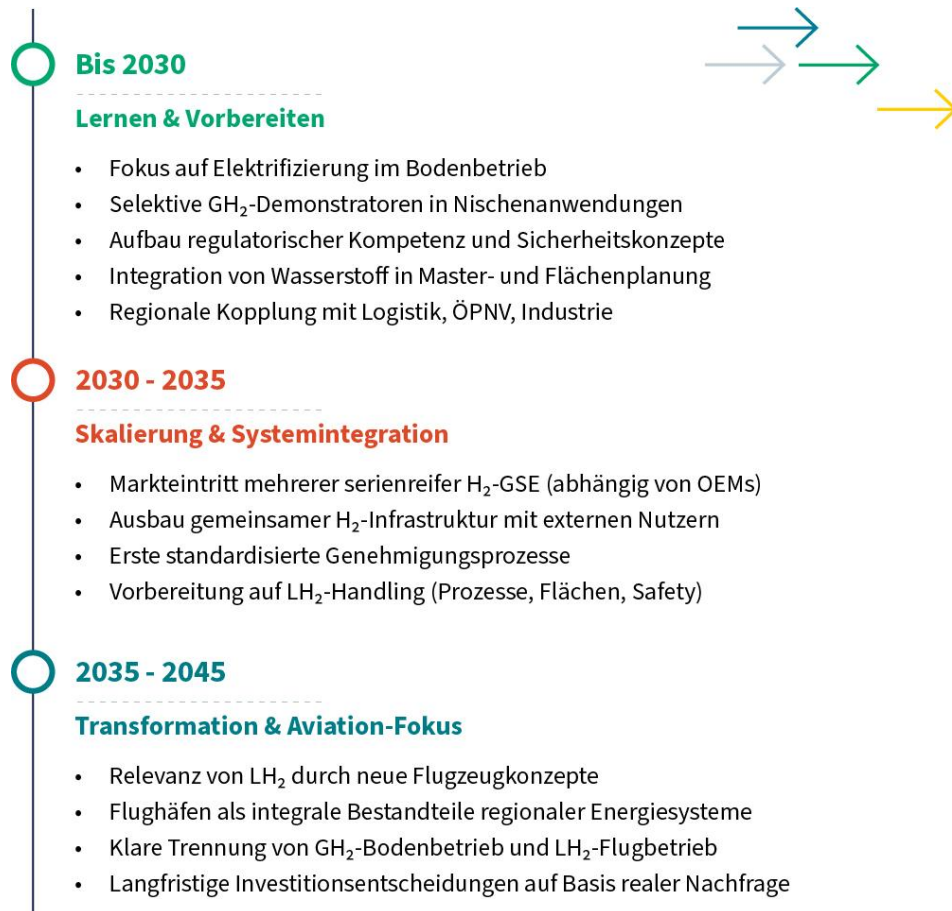 Bis 2030
Lernen & Vorbereiten
• Fokus auf Elektrifizierung im Bodenbetrieb
• Selektive GH₂-Demonstratoren in Nischenanwendungen
• Aufbau regulatorischer Kompetenz und Sicherheitskonzepte
• Integration von Wasserstoff in Master- und Flächenplanung
• Regionale Kopplung mit Logistik, ÖPNV, Industrie
2030 - 2035
Skalierung & Systemintegration
• Markteintritt mehrerer serienreifer H₂-GSE (abhängig von OEMs)
• Ausbau gemeinsamer H₂-Infrastruktur mit externen Nutzern
• Erste standardisierte Genehmigungsprozesse
• Vorbereitung auf LH₂-Handling (Prozesse, Flächen, Safety)
2035 - 2045
Transformation & Aviation-Fokus
• Relevanz von LH₂ durch neue Flugzeugkonzepte
• Flughäfen als integrale Bestandteile regionaler Energiesysteme
• Klare Trennung von GH₂-Bodenbetrieb und LH₂-Flugbetrieb
• Langfristige Investitionsentscheidungen auf Basis realer Nachfrage